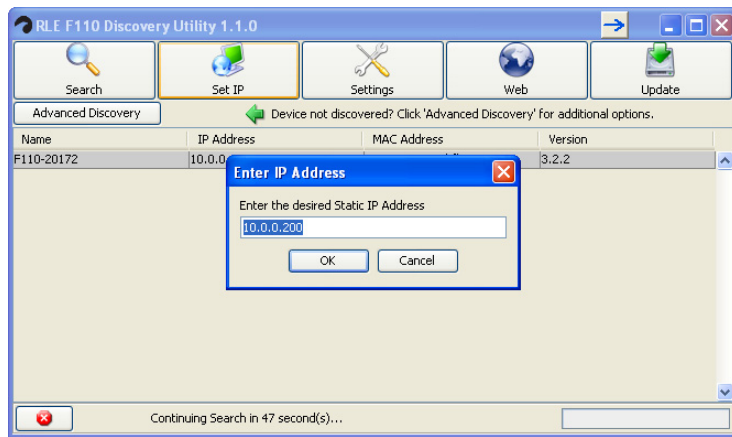 RLE F110 Discovery Utility 1.1.0
Search
Set IP
Settings
Web
Update
Advanced Discovery
Device not discovered? Click 'Advanced Discovery' for additional options.
Name
IP Address
MAC Address
Version
F110-20172
10.0.0.
3.2.2
Enter IP Address
Enter the desired Static IP Address
10.0.0.200
OK
Cancel
Continuing Search in 47 second(s)...